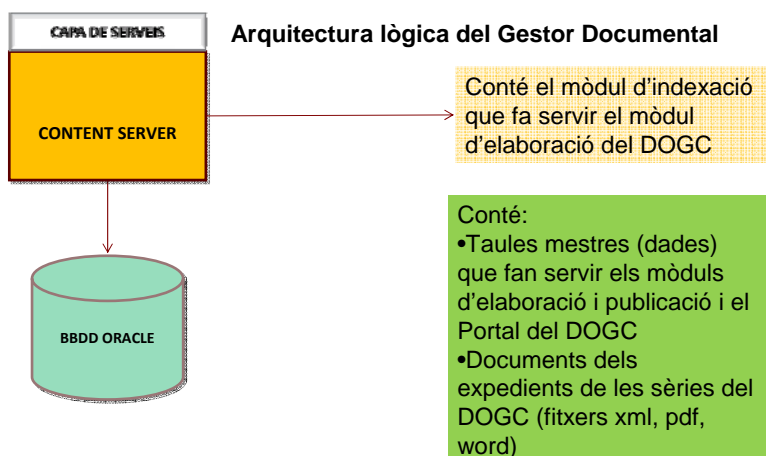 CAPA DE SERVEIS
Arquitectura lògica del Gestor Documental
CONTENT SERVER
Conté el mòdul d'indexació
que fa servir el mòdul
d'elaboració del DOGC
BBDD ORACLE
Conté:
•Taules mestres (dades)
que fan servir els mòduls
d'elaboració i publicació i el
Portal del DOGC
•Documents dels
expedients de les sèries del
DOGC (fitxers xml, pdf,
word)